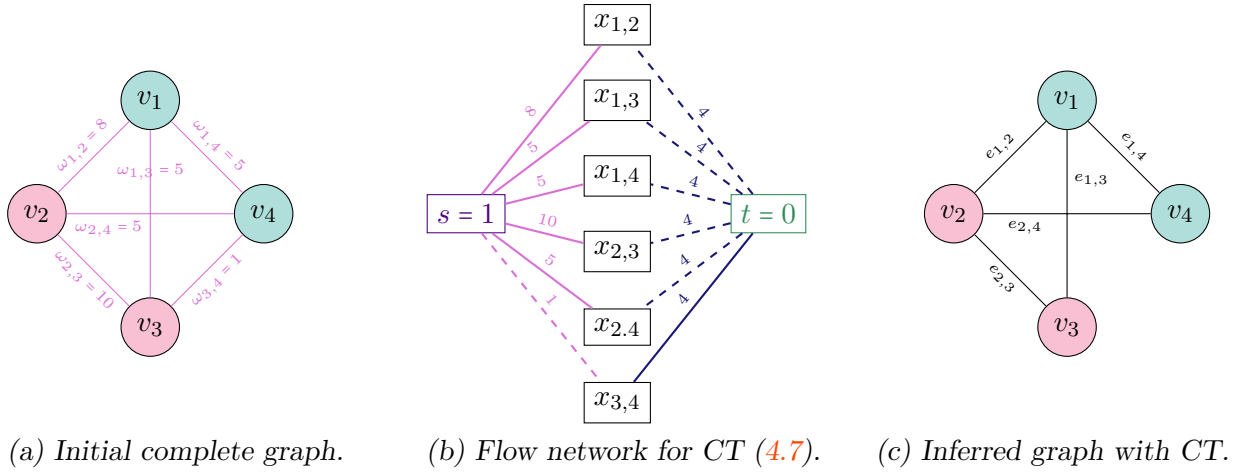 v₁
ω₁,₂ = 8
ω₁,₄ = 5
ω₁,₃ = 5
v₂
v₄
ω₂,₄ = 5
ω₂,₃ = 10
ω₃,₄ = 1
v₃
(a) Initial complete graph.
x₁,₂
x₁,₃
x₁,₄
x₂,₃
x₂.₄
x₃,₄
s = 1
t = 0
8
5
5
10
5
1
4
4
4
4
4
4
(b) Flow network for CT (4.7).
v₁
e₁,₂
e₁,₄
e₁,₃
v₂
v₄
e₂,₄
e₂,₃
v₃
(c) Inferred graph with CT.